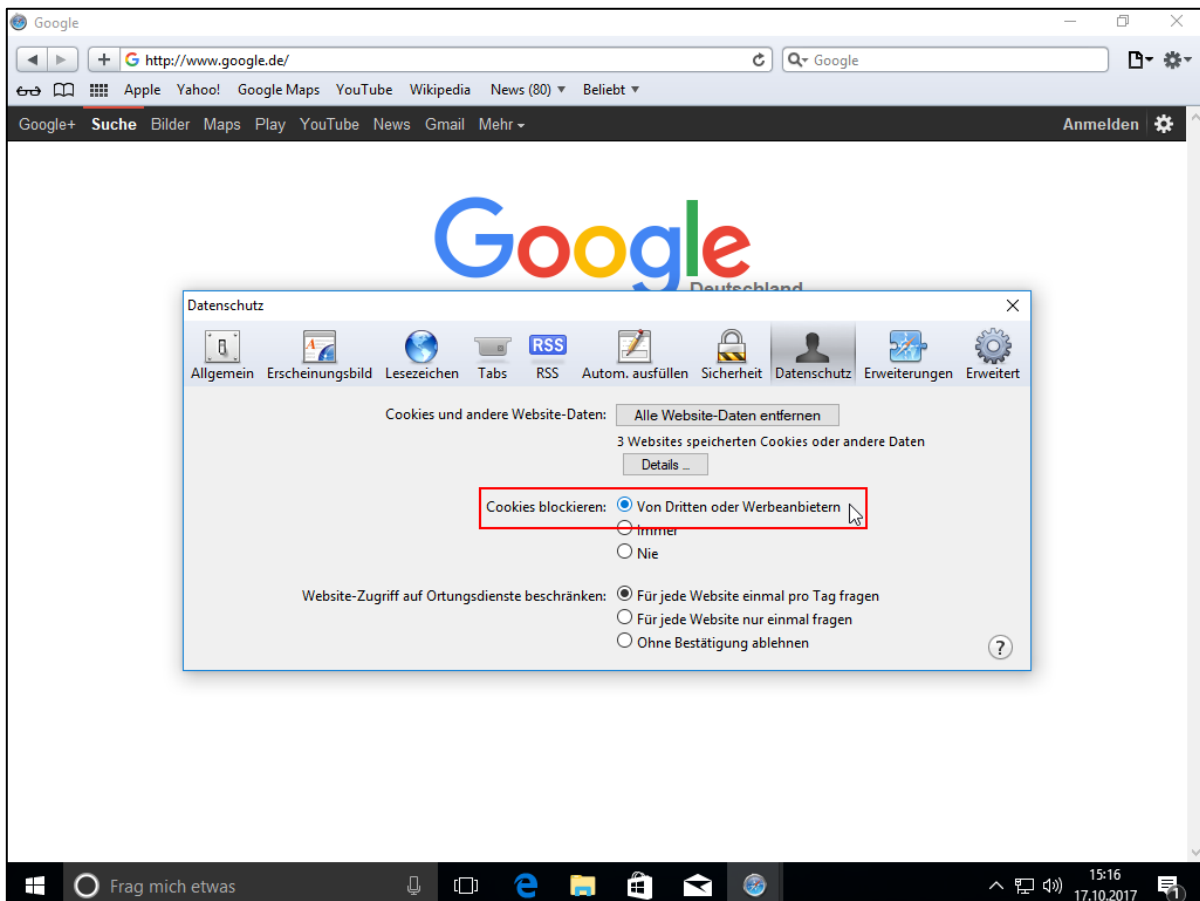 Google
http://www.google.de/
Google
Apple Yahoo! Google Maps YouTube Wikipedia News (80) Beliebt
Google+ Suche Bilder Maps Play YouTube News Gmail Mehr
Anmelden
Google
Deutschland
Datenschutz
RSS
Allgemein Erscheinungsbild Lesezeichen Tabs RSS Autom. ausfüllen Sicherheit Datenschutz Erweiterungen Erweitert
Cookies und andere Website-Daten: Alle Website-Daten entfernen
3 Websites speicherten Cookies oder andere Daten
Details ...
Cookies blockieren: Von Dritten oder Werbeanbietern
Immer
Nie
Website-Zugriff auf Ortungsdienste beschränken: Für jede Website einmal pro Tag fragen
Für jede Website nur einmal fragen
Ohne Bestätigung ablehnen
?
Frag mich etwas
15:16
17.10.2017
1